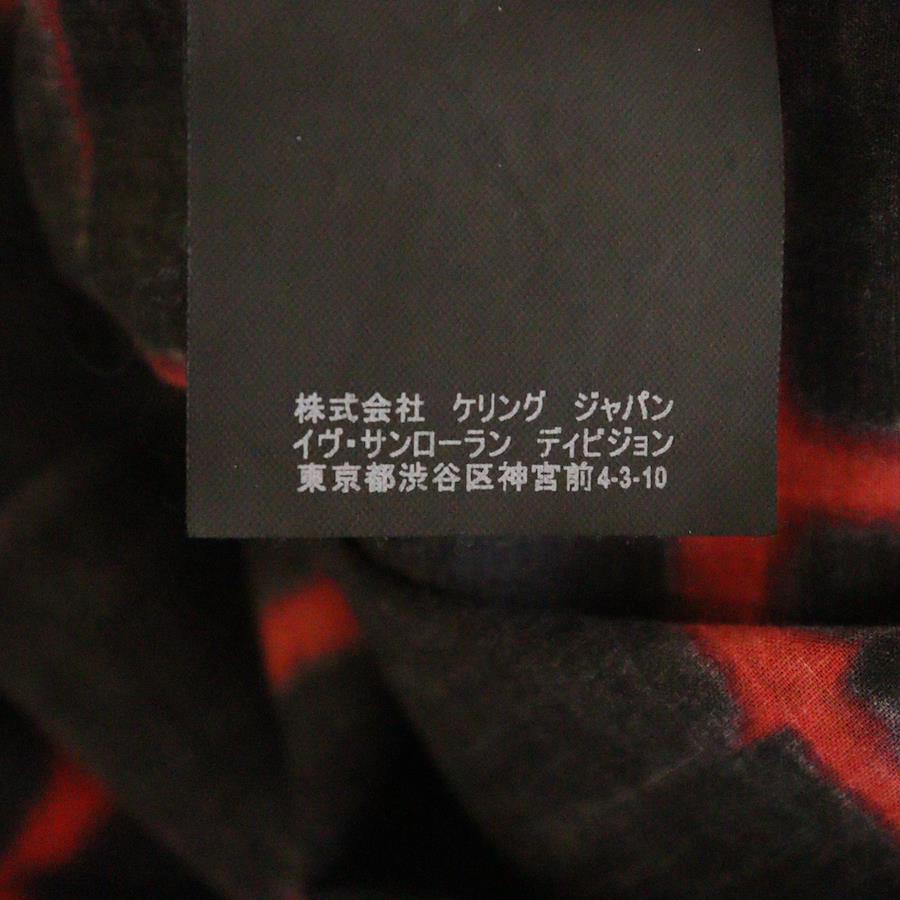 株式会社 ケリング ジャパン
イヴ・サンローラン ディビジョン
東京都渋谷区神宮前4-3-10